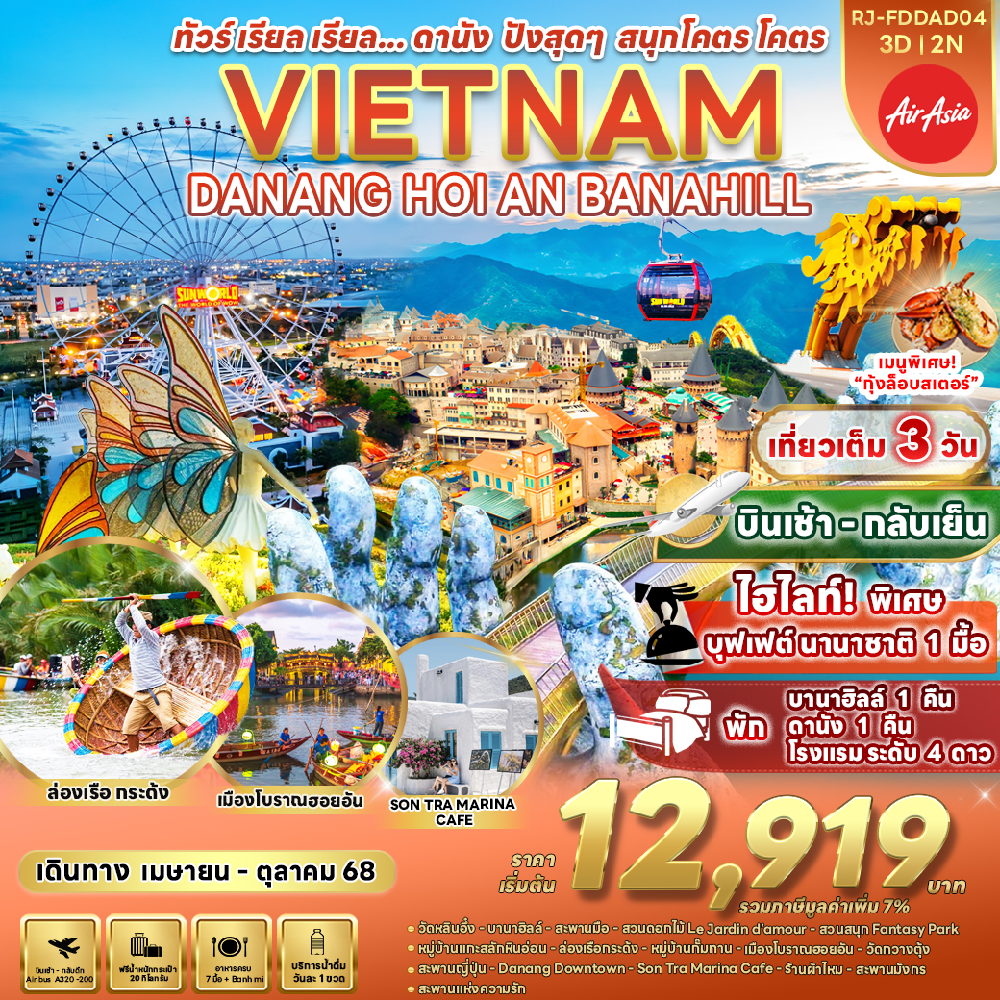 ทัวร์ เรียล เรียล... ดานัง ปังสุดๆ สนุกโคตร โคตร
RJ-FDDAD04
3D | 2N
AirAsia
VIETNAM
DANANG HOI AN BANAHILL
SUNWORLD
THE WORLD OF NOW
SUNWORLD
เมนูพิเศษ!
“กุ้งล็อบสเตอร์”
เที่ยวเต็ม 3 วัน
บินเช้า - กลับเย็น
ไฮไลท์! พิเศษ
บุฟเฟต์ นานาชาติ 1 มื้อ
พัก
บานาฮิลล์ 1 คืน
ดานัง 1 คืน
โรงแรม ระดับ 4 ดาว
ล่องเรือ กระด้ง
เมืองโบราณฮอยอัน
SON TRA MARINA
CAFE
ราคา
เริ่มต้น
12,919
บาท
รวมภาษีมูลค่าเพิ่ม 7%
เดินทาง เมษายน - ตุลาคม 68
• วัดหลินอึ๋ง - บานาฮิลล์ - สะพานมือ - สวนดอกไม้ Le Jardin d’amour - สวนสนุก Fantasy Park
• หมู่บ้านแกะสลักหินอ่อน - ล่องเรือกระด้ง - หมู่บ้านกั๊มทาน - เมืองโบราณฮอยอัน - วัดกวางตุ้ง
• สะพานญี่ปุ่น - Danang Downtown - Son Tra Marina Cafe - ร้านผ้าไหม - สะพานมังกร
• สะพานแห่งความรัก
บินเช้า - กลับดึก
Air bus A320 -200
ฟรีน้ำหนักกระเป๋า
20 กิโลกรัม
อาหารครบ
7 มื้อ + Banh mi
บริการน้ำดื่ม
วันละ 1 ขวด